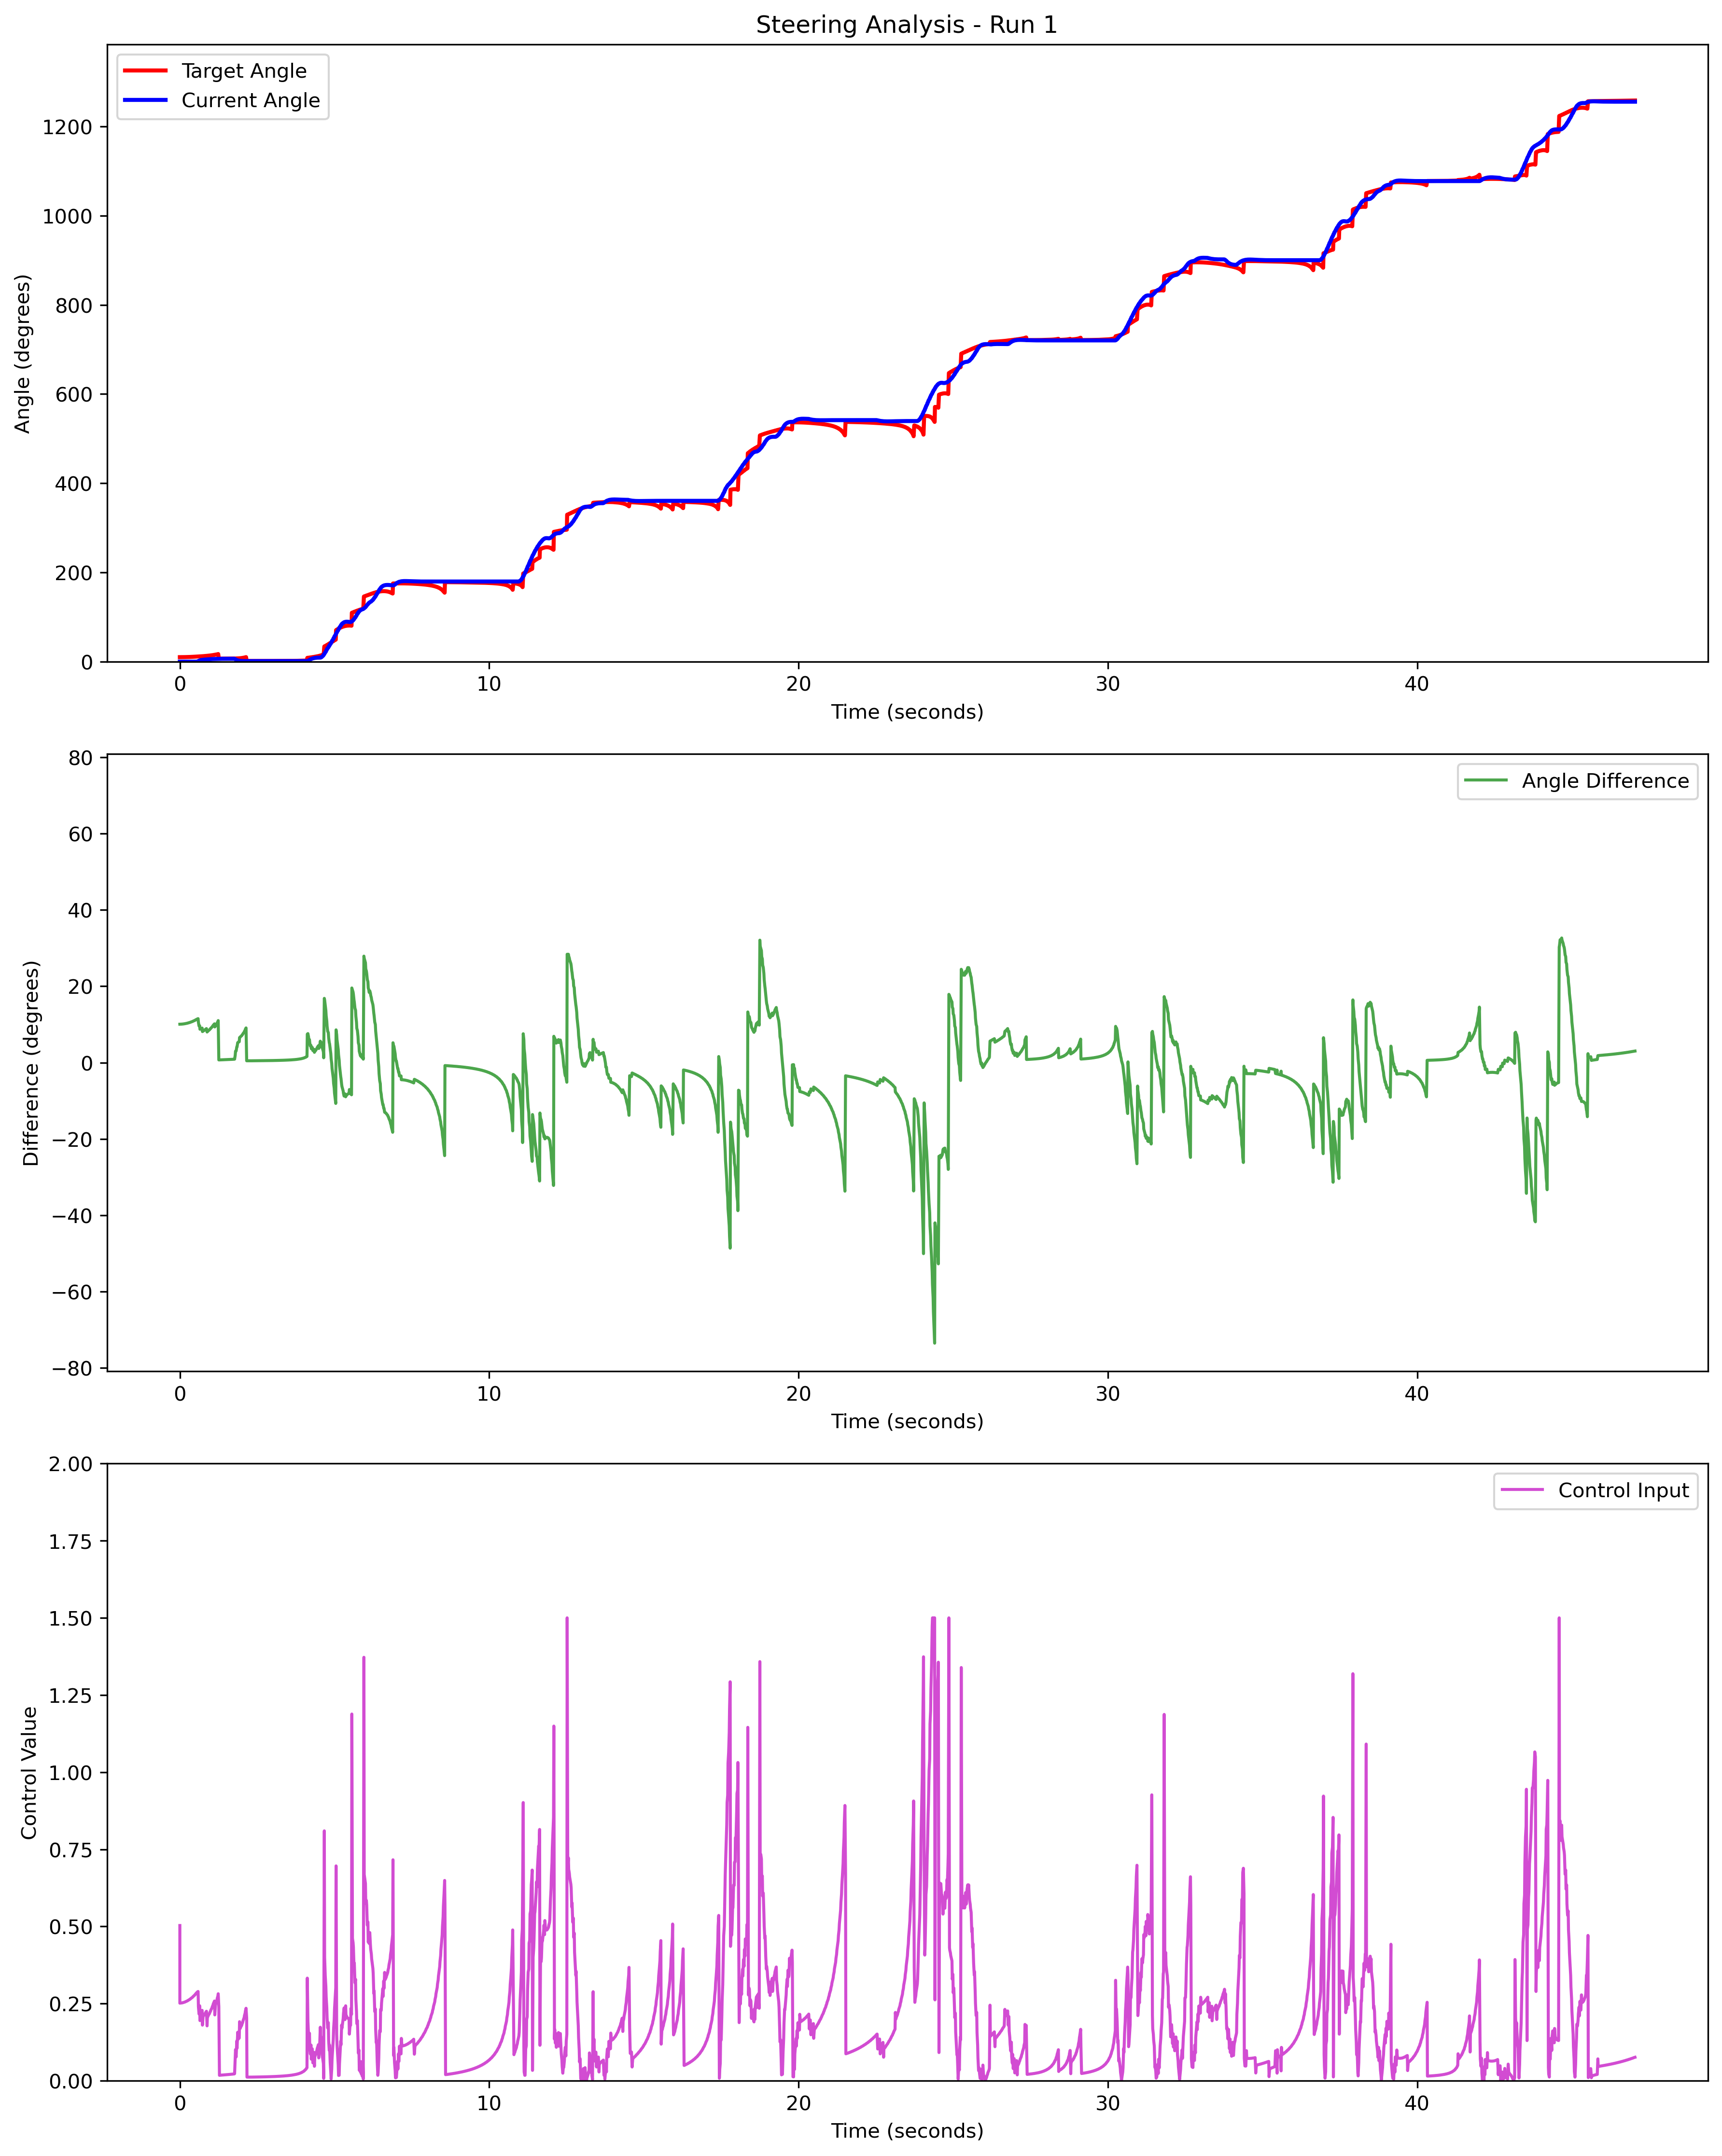 Steering Analysis - Run 1
Target Angle
Current Angle
Angle (degrees)
1200
1000
800
600
400
200
0
0 10 20 30 40
Time (seconds)
Angle Difference
Difference (degrees)
80
60
40
20
0
−20
−40
−60
−80
0 10 20 30 40
Time (seconds)
Control Input
Control Value
2.00
1.75
1.50
1.25
1.00
0.75
0.50
0.25
0.00
0 10 20 30 40
Time (seconds)